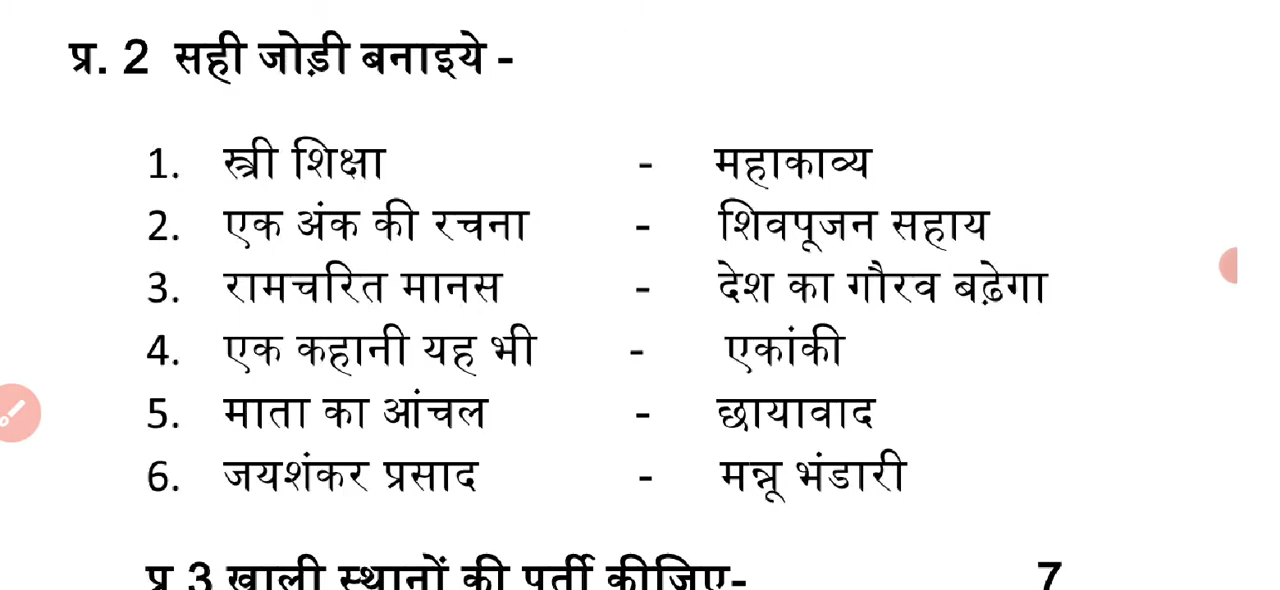 प्र. 2 सही जोड़ी बनाइये -
1. स्त्री शिक्षा - महाकाव्य
2. एक अंक की रचना - शिवपूजन सहाय
3. रामचरित मानस - देश का गौरव बढ़ेगा
4. एक कहानी यह भी - एकांकी
5. माता का आंचल - छायावाद
6. जयशंकर प्रसाद - मन्नू भंडारी
प्र 3 खाली स्थानों की पूर्ती कीजिए- 7